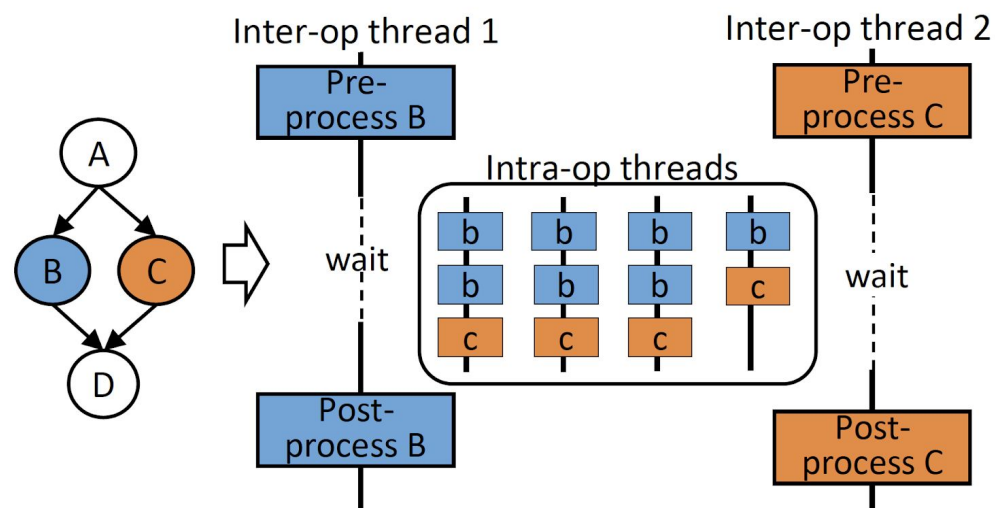 Inter-op thread 1
Inter-op thread 2
Pre-
process B
Pre-
process C
A
B
C
D
wait
Intra-op threads
b b b b
b b b c
c c c
wait
Post-
process B
Post-
process C